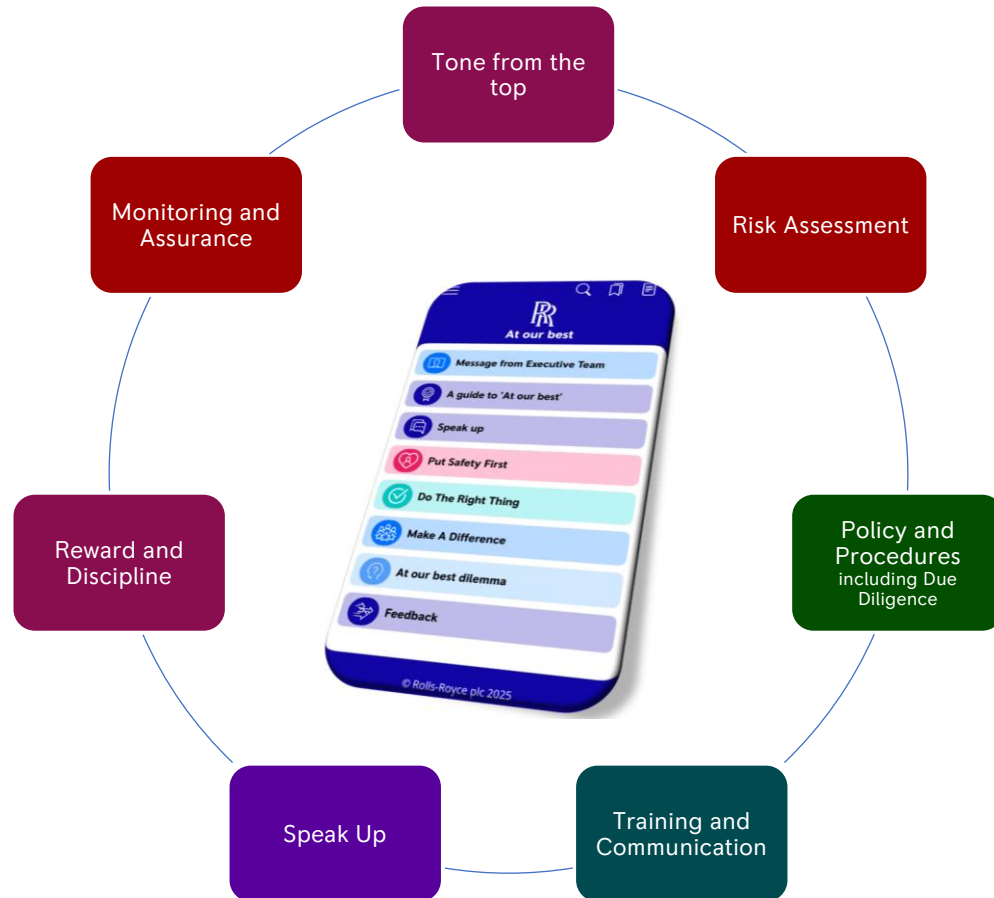 Tone from the
top
Monitoring and
Assurance
Risk Assessment
RR
At our best
Message from Executive Team
A guide to 'At our best'
Speak up
Put Safety First
Do The Right Thing
Make A Difference
At our best dilemma
Feedback
© Rolls-Royce plc 2025
Reward and
Discipline
Policy and
Procedures
including Due
Diligence
Speak Up
Training and
Communication